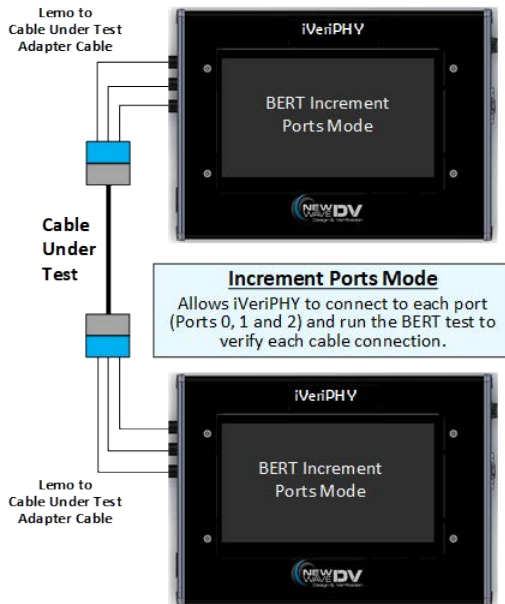 Lemo to
Cable Under Test
Adapter Cable
iVeriPHY
BERT Increment
Ports Mode
NEW
WAVE DV
Design & Verification
Cable
Under
Test
Increment Ports Mode
Allows iVeriPHY to connect to each port
(Ports 0, 1 and 2) and run the BERT test to
verify each cable connection.
iVeriPHY
BERT Increment
Ports Mode
Lemo to
Cable Under Test
Adapter Cable
NEW
WAVE DV
Design & Verification